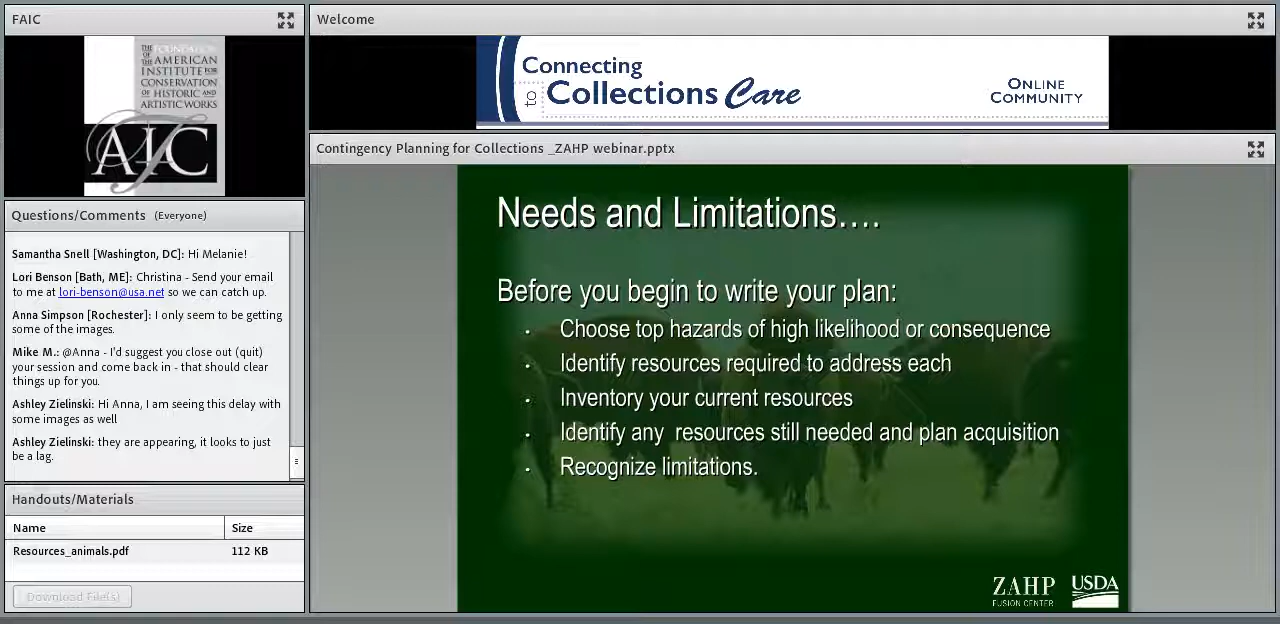 FAIC
THE FOUNDATION
OF THE AMERICAN
INSTITUTE FOR
CONSERVATION
OF HISTORIC AND
ARTISTIC WORKS
AIC
Questions/Comments (Everyone)
Samantha Snell [Washington, DC]: Hi Melanie!
Lori Benson [Bath, ME]: Christina - Send your email
to me at lori-benson@usa.net so we can catch up.
Anna Simpson [Rochester]: I only seem to be getting
some of the images.
Mike M.: @Anna - I'd suggest you close out (quit)
your session and come back in - that should clear
things up for you.
Ashley Zielinski: Hi Anna, I am seeing this delay with
some images as well
Ashley Zielinski: they are appearing, it looks to just
be a lag.
Handouts/Materials
Name Size
Resources_animals.pdf 112 KB
Download File(s)
Welcome
Connecting
to Collections Care
ONLINE
COMMUNITY
Contingency Planning for Collections _ZAHP webinar.pptx
Needs and Limitations....
Before you begin to write your plan:
• Choose top hazards of high likelihood or consequence
• Identify resources required to address each
• Inventory your current resources
• Identify any  resources still needed and plan acquisition
• Recognize limitations.
ZAHP
FUSION CENTER
USDA